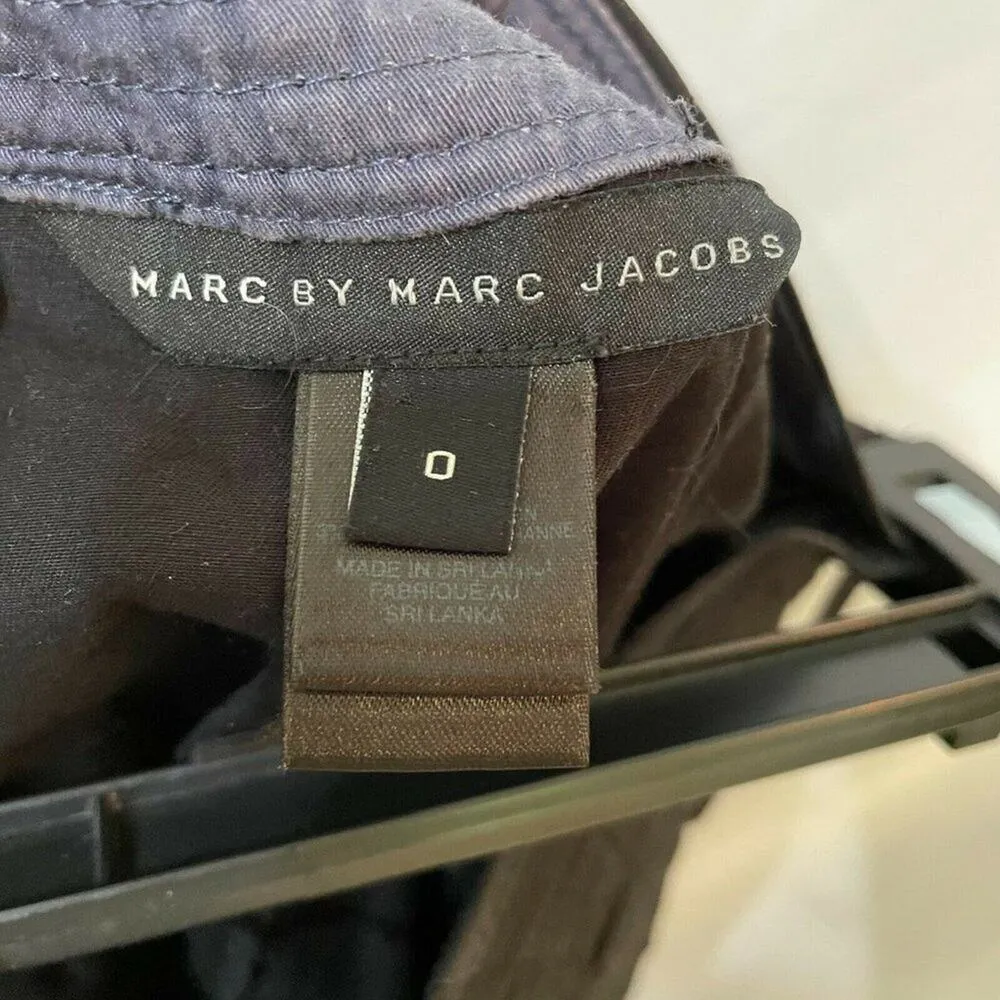 MARC BY MARC JACOBS
0
MADE IN SRI LANKA
FABRIQUE AU
SRI LANKA